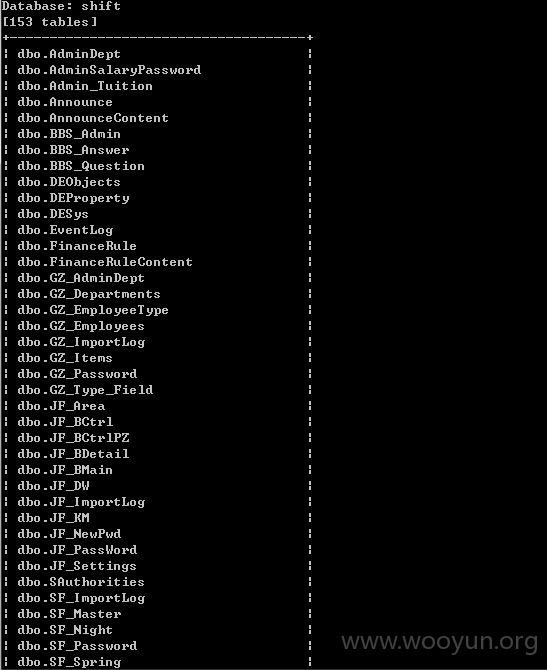 Database: shift
[153 tables]
+--------------------------------------+
| dbo.AdminDept |
| dbo.AdminSalaryPassword |
| dbo.Admin_Tuition |
| dbo.Announce |
| dbo.AnnounceContent |
| dbo.BBS_Admin |
| dbo.BBS_Answer |
| dbo.BBS_Question |
| dbo.DEObjects |
| dbo.DEProperty |
| dbo.DESys |
| dbo.EventLog |
| dbo.FinanceRule |
| dbo.FinanceRuleContent |
| dbo.GZ_AdminDept |
| dbo.GZ_Departments |
| dbo.GZ_EmployeeType |
| dbo.GZ_Employees |
| dbo.GZ_ImportLog |
| dbo.GZ_Items |
| dbo.GZ_Password |
| dbo.GZ_Type_Field |
| dbo.JF_Area |
| dbo.JF_BCtrl |
| dbo.JF_BCtrlPZ |
| dbo.JF_BDetail |
| dbo.JF_BMain |
| dbo.JF_DW |
| dbo.JF_ImportLog |
| dbo.JF_KM |
| dbo.JF_NewPwd |
| dbo.JF_PassWord |
| dbo.JF_Settings |
| dbo.SAuthorities |
| dbo.SF_ImportLog |
| dbo.SF_Master |
| dbo.SF_Night |
| dbo.SF_Password |
| dbo.SF_Spring |
www.wooyun.org